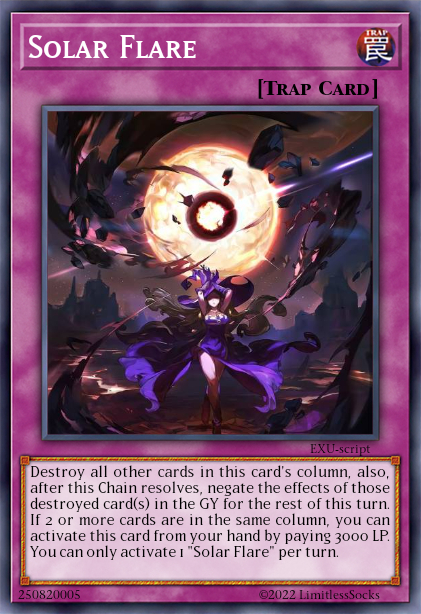 Solar Flare
TRAP
罠
[Trap Card]
EXU-script
Destroy all other cards in this card's column, also,
after this Chain resolves, negate the effects of those
destroyed card(s) in the GY for the rest of this turn.
If 2 or more cards are in the same column, you can
activate this card from your hand by paying 3000 LP.
You can only activate 1 "Solar Flare" per turn.
250820005
©2022 LimitlessSocks